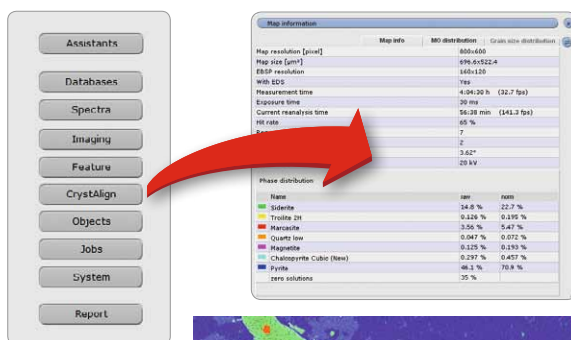 Assistants
Databases
Spectra
Imaging
Feature
CrystAlign
Objects
Jobs
System
Report
Map information
Map info MO distribution Grain size distribution
Map resolution [pixel] 800x600
Map size [µm²] 696.6x522.4
EBSP resolution 160x120
With EDS Yes
Measurement time 4:04:30 h (32.7 fps)
Exposure time 30 ms
Current reanalysis time 56:38 min (141.3 fps)
Hit rate 65 %
7
2
3.62°
20 kV
Phase distribution
Name raw norm
Siderite 14.8 % 22.7 %
Troilite 2H 0.126 % 0.195 %
Marcasite 3.56 % 5.47 %
Quartz low 0.047 % 0.072 %
Magnetite 0.125 % 0.193 %
Chalcopyrite Cubic (New) 0.297 % 0.457 %
Pyrite 46.1 % 70.9 %
zero solutions 35 %